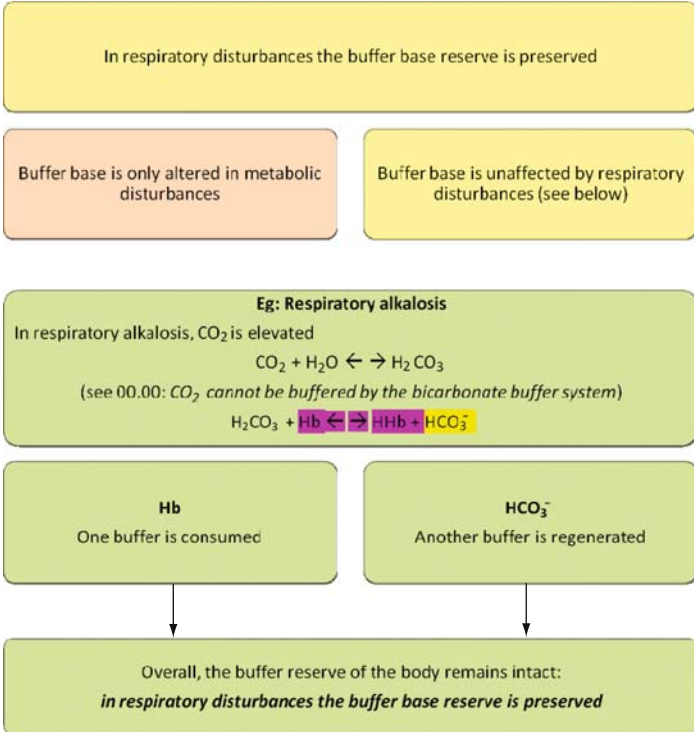 In respiratory disturbances the buffer base reserve is preserved
Buffer base is only altered in metabolic
disturbances
Buffer base is unaffected by respiratory
disturbances (see below)
Eg: Respiratory alkalosis
In respiratory alkalosis, CO₂ is elevated
CO₂ + H₂O ← → H₂ CO₃
(see 00.00: CO₂ cannot be buffered by the bicarbonate buffer system)
H₂CO₃ + Hb ← → HHb + HCO₃⁻
Hb
One buffer is consumed
HCO₃⁻
Another buffer is regenerated
Overall, the buffer reserve of the body remains intact:
in respiratory disturbances the buffer base reserve is preserved